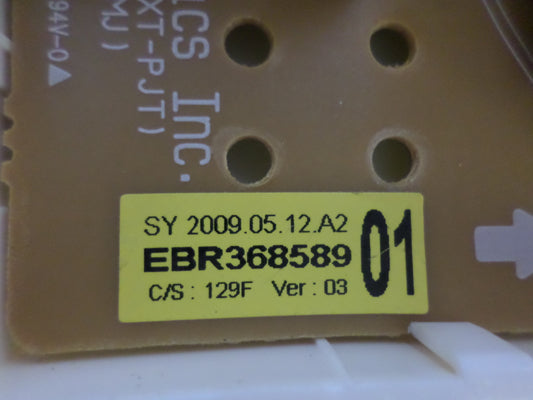 94V-0
ics Inc.
XT-PJT)
MJ)
SY 2009.05.12.A2
EBR368589
01
C/S : 129F Ver : 03